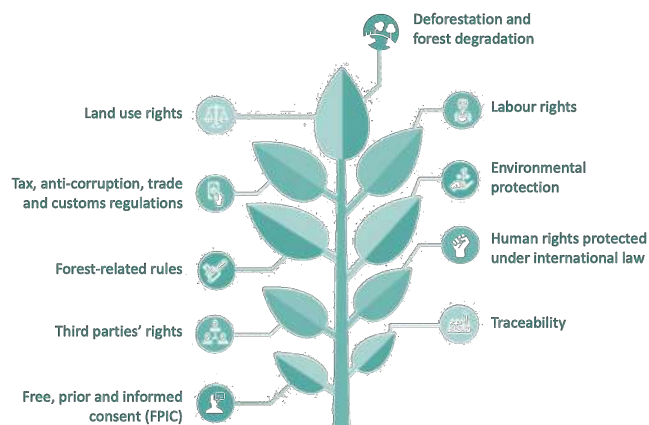 Deforestation and
forest degradation
Land use rights
Labour rights
Tax, anti-corruption, trade
and customs regulations
Environmental
protection
Forest-related rules
Human rights protected
under international law
Third parties' rights
Traceability
Free, prior and informed
consent (FPIC)